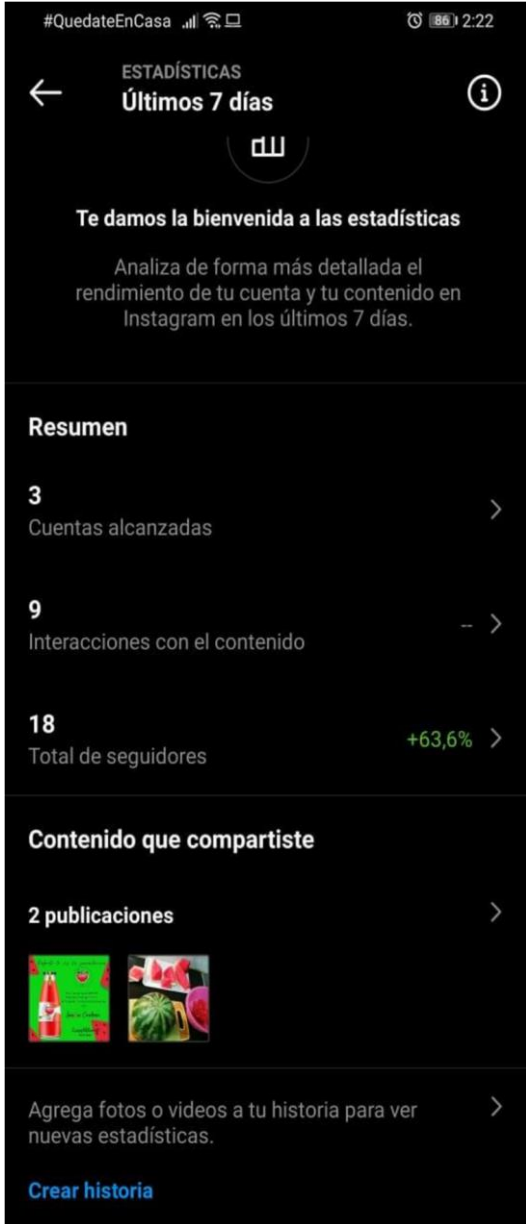 #QuedateEnCasa 86 2:22
ESTADÍSTICAS
Últimos 7 días
Te damos la bienvenida a las estadísticas
Analiza de forma más detallada el
rendimiento de tu cuenta y tu contenido en
Instagram en los últimos 7 días.
Resumen
3
Cuentas alcanzadas
9
Interacciones con el contenido
--
18
Total de seguidores
+63,6%
Contenido que compartiste
2 publicaciones
Agrega fotos o videos a tu historia para ver
nuevas estadísticas.
Crear historia